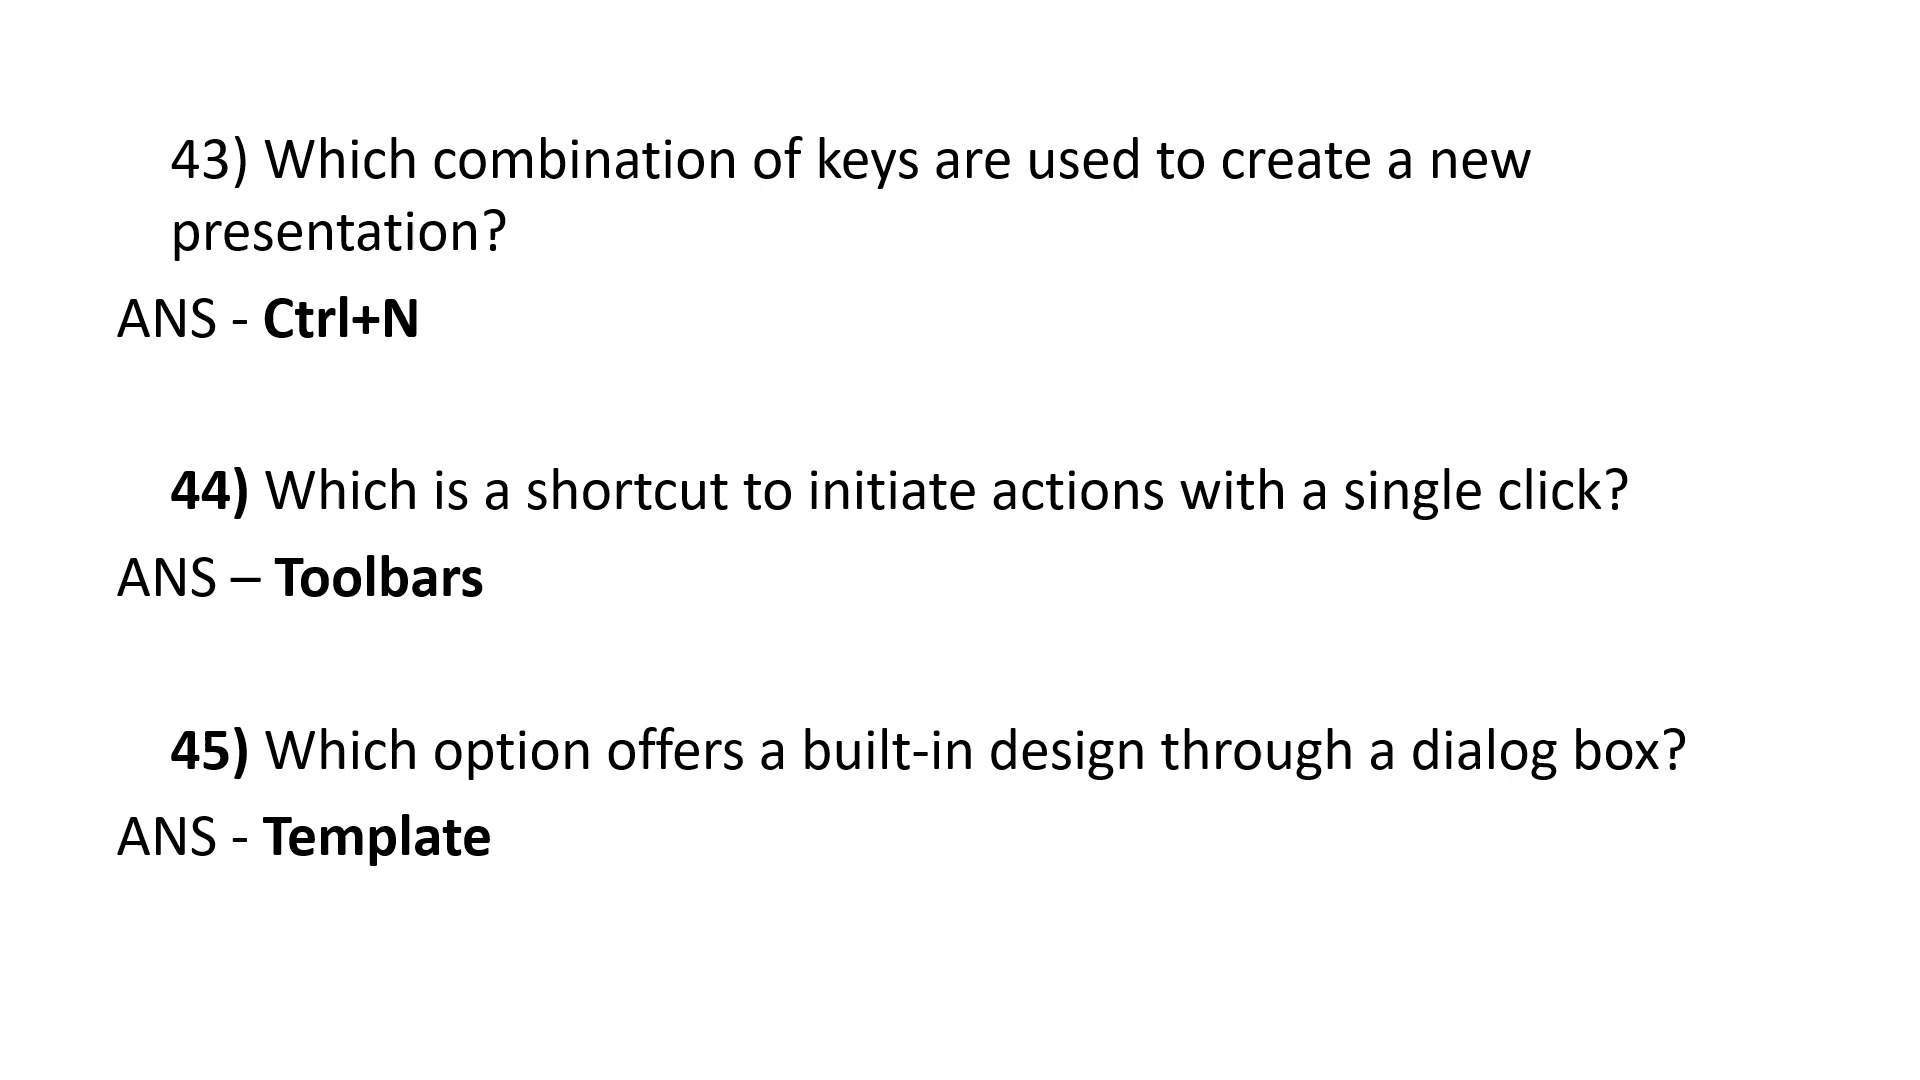 43) Which combination of keys are used to create a new
presentation?
ANS - Ctrl+N
44) Which is a shortcut to initiate actions with a single click?
ANS – Toolbars
45) Which option offers a built-in design through a dialog box?
ANS - Template